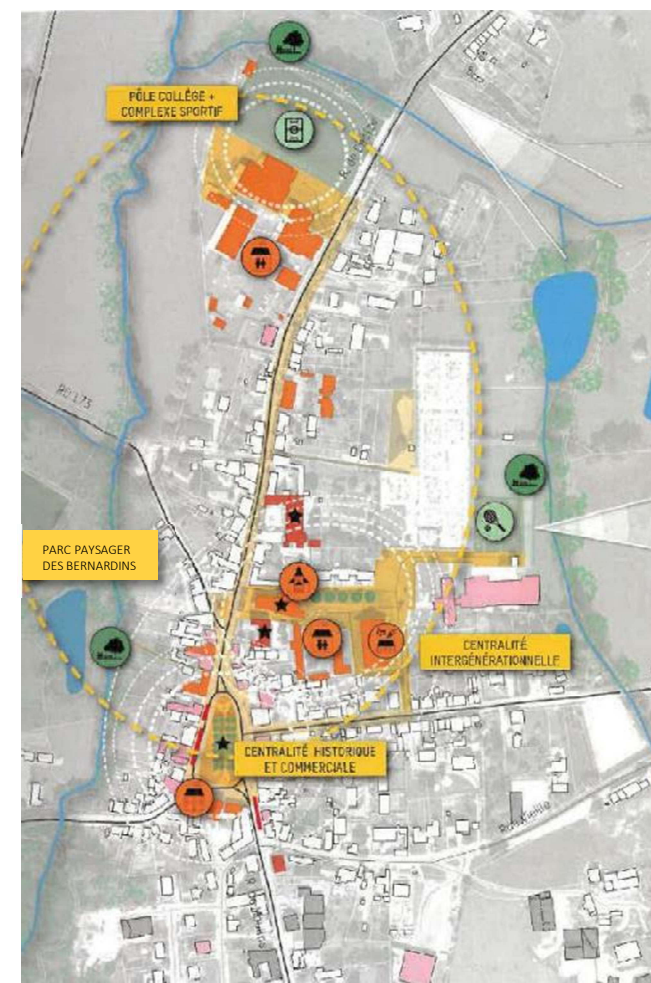 PÔLE COLLÈGE +
COMPLEXE SPORTIF
RD 173
PARC PAYSAGER
DES BERNARDINS
CENTRALITÉ
INTERGÉNÉRATIONNELLE
CENTRALITÉ HISTORIQUE
ET COMMERCIALE